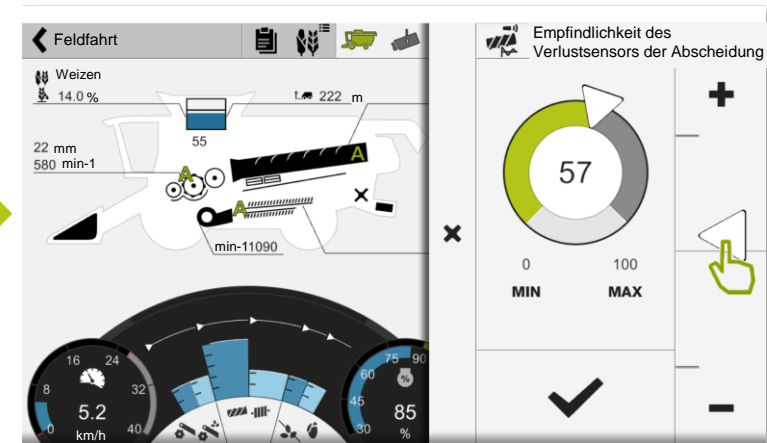 Feldfahrt
Weizen
14.0 %
222 m
55
22 mm
580 min-1
A
A
A
min-11090
16
24
8
32
0
40
5.2
km/h
75
90
60
45
30
%
85
%
Empfindlichkeit des
Verlustsensors der Abscheidung
57
0
100
MIN
MAX